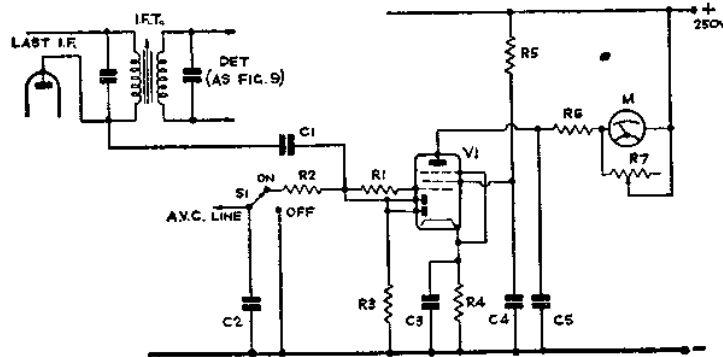 I.F.T.
+
250V
LAST I.F.
DET
(AS FIG. 9)
R5
M
R6
R7
C1
V1
ON
R2
R1
S1
A.V.C. LINE
OFF
C2
R3
C3
R4
C4
C5
-